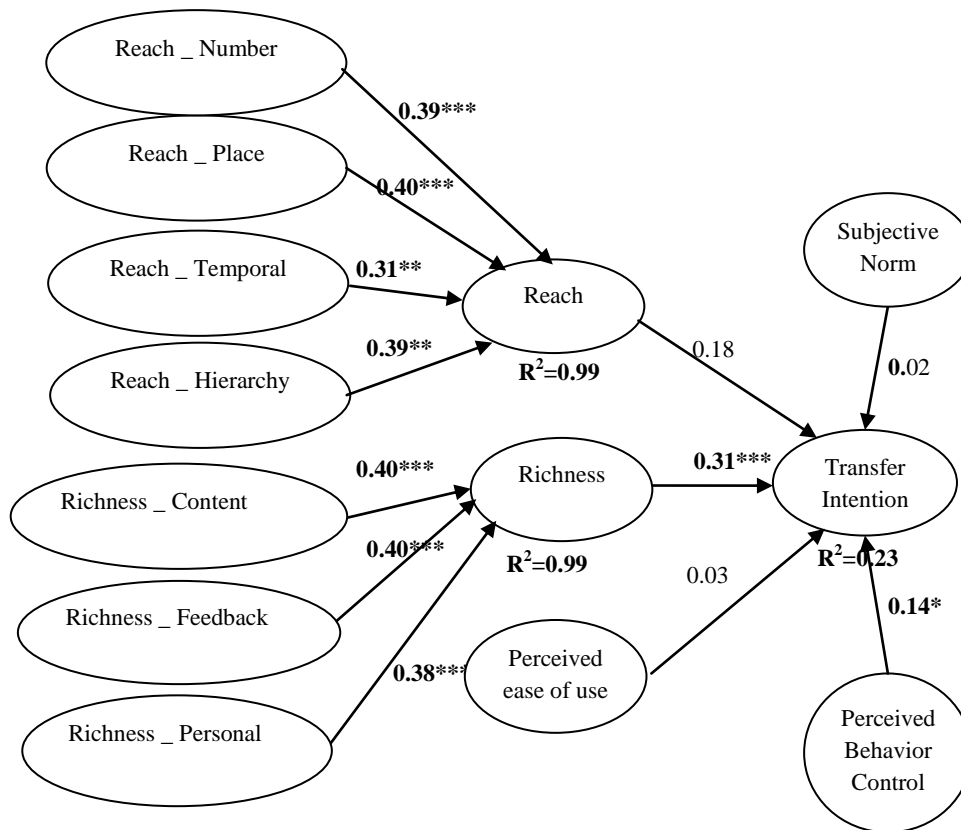 Reach _ Number
0.39***
Reach _ Place
0.40***
Reach _ Temporal
0.31**
Reach
R²=0.99
Reach _ Hierarchy
0.39**
0.18
Subjective
Norm
0.02
Richness _ Content
0.40***
Richness
R²=0.99
0.31***
Transfer
Intention
R²=0.23
Richness _ Feedback
0.40***
0.03
0.14*
Richness _ Personal
0.38***
Perceived
ease of use
Perceived
Behavior
Control